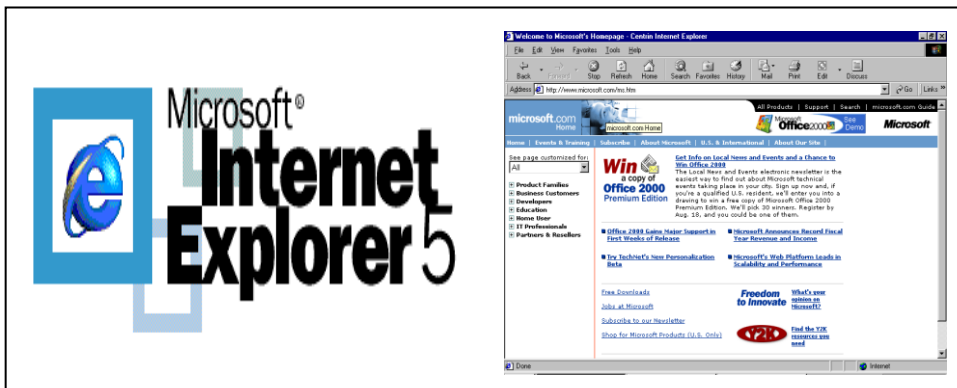 Microsoft®
Internet
Explorer 5
Welcome to Microsoft's Homepage - Centrin Internet Explorer
File Edit View Favorites Tools Help
Back Forward Stop Refresh Home Search Favorites History Mail Print Edit Discuss
Address http://www.microsoft.com/ms.htm Go Links »
All Products | Support | Search | microsoft.com Guide
microsoft.com
Home
microsoft.com Home
Microsoft
Office2000
See
Demo
Microsoft
Home | Events & Training | Subscribe | About Microsoft | U.S. & International | About Our Site |
See page customized for:
All
Product Families
Business Customers
Developers
Education
Home User
IT Professionals
Partners & Resellers
Win
a copy of
Office 2000
Premium Edition
Get Info on Local News and Events and a Chance to
Win Office 2000
The Local News and Events electronic newsletter is the
easiest way to find out about Microsoft technical
events taking place in your city. Sign up now and, if
you're a qualified U.S. resident, we'll enter you into a
drawing to win a free copy of Microsoft Office 2000
Premium Edition. We'll pick 30 winners. Register by
Aug. 18, and you could be one of them.
Office 2000 Gains Major Support in
First Weeks of Release
Microsoft Announces Record Fiscal
Year Revenue and Income
Try TechNet's New Personalization
Beta
Microsoft's Web Platform Leads in
Scalability and Performance
Free Downloads
Jobs at Microsoft
Subscribe to our Newsletter
Shop for Microsoft Products (U.S. Only)
Freedom
to Innovate
What's your
opinion on
Microsoft?
Y2K
Find the Y2K
resources you
need
Done
Internet